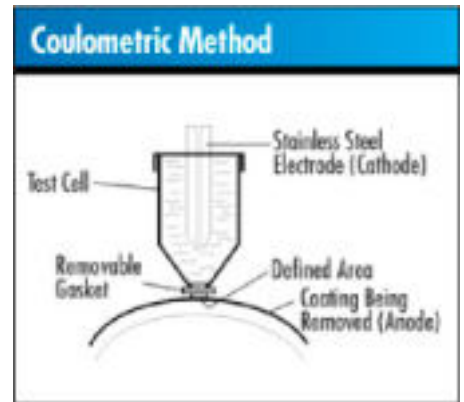 Coulometric Method
Stainless Steel
Electrode (Cathode)
Test Cell
Removable
Gasket
Defined Area
Coating Being
Removed (Anode)